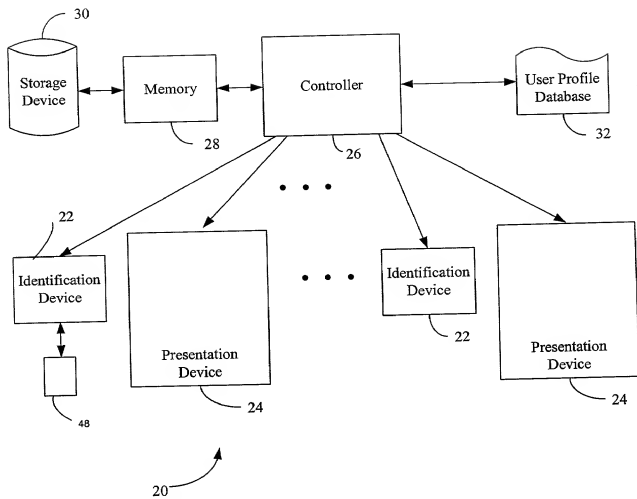 30
Storage
Device
Memory
28
Controller
26
User Profile
Database
32
22
Identification
Device
48
Presentation
Device
24
Identification
Device
22
Presentation
Device
24
20